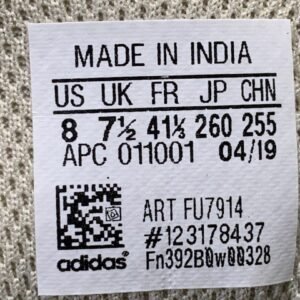 MADE IN INDIA
US UK FR JP CHN
8 7½ 41⅓ 260 255
APC 011001 04/19
ART FU7914
#123178437
adidas® Fn392B0w00328